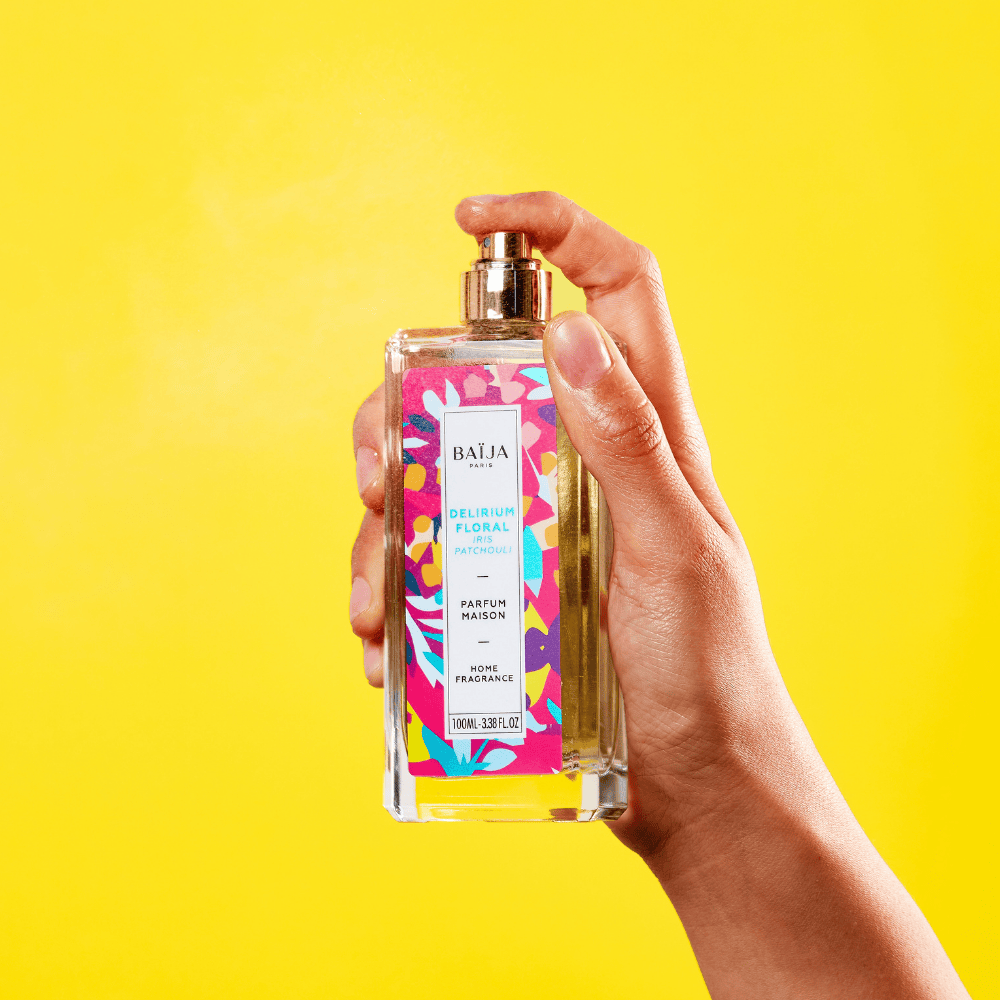 BAÏJA
PARIS
DELIRIUM
FLORAL
IRIS
PATCHOULI
—
PARFUM
MAISON
—
HOME
FRAGRANCE
100ML-3.38 FL.OZ